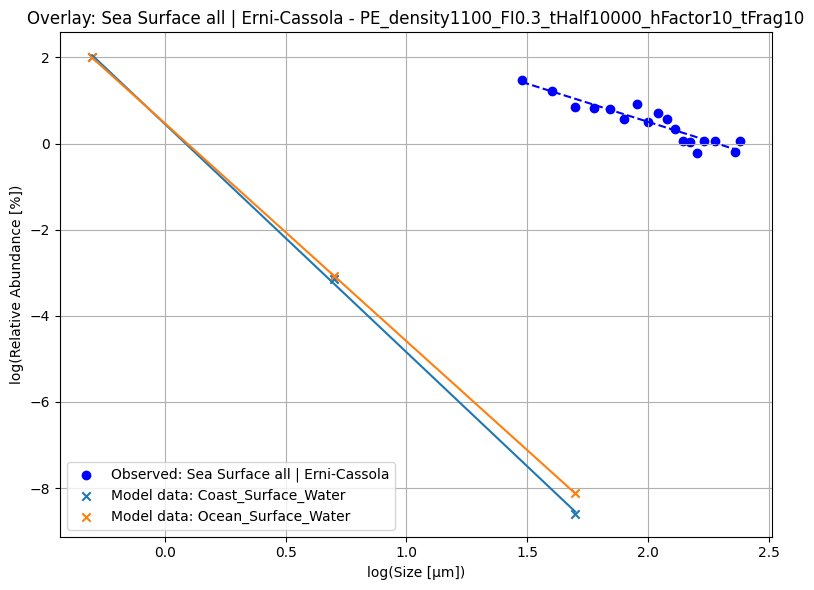 Overlay: Sea Surface all | Erni-Cassola - PE_density1100_FI0.3_tHalf10000_hFactor10_tFrag10
log(Relative Abundance [%])
2
0
−2
−4
−6
−8
Observed: Sea Surface all | Erni-Cassola
Model data: Coast_Surface_Water
Model data: Ocean_Surface_Water
0.0
0.5
1.0
1.5
2.0
2.5
log(Size [μm])